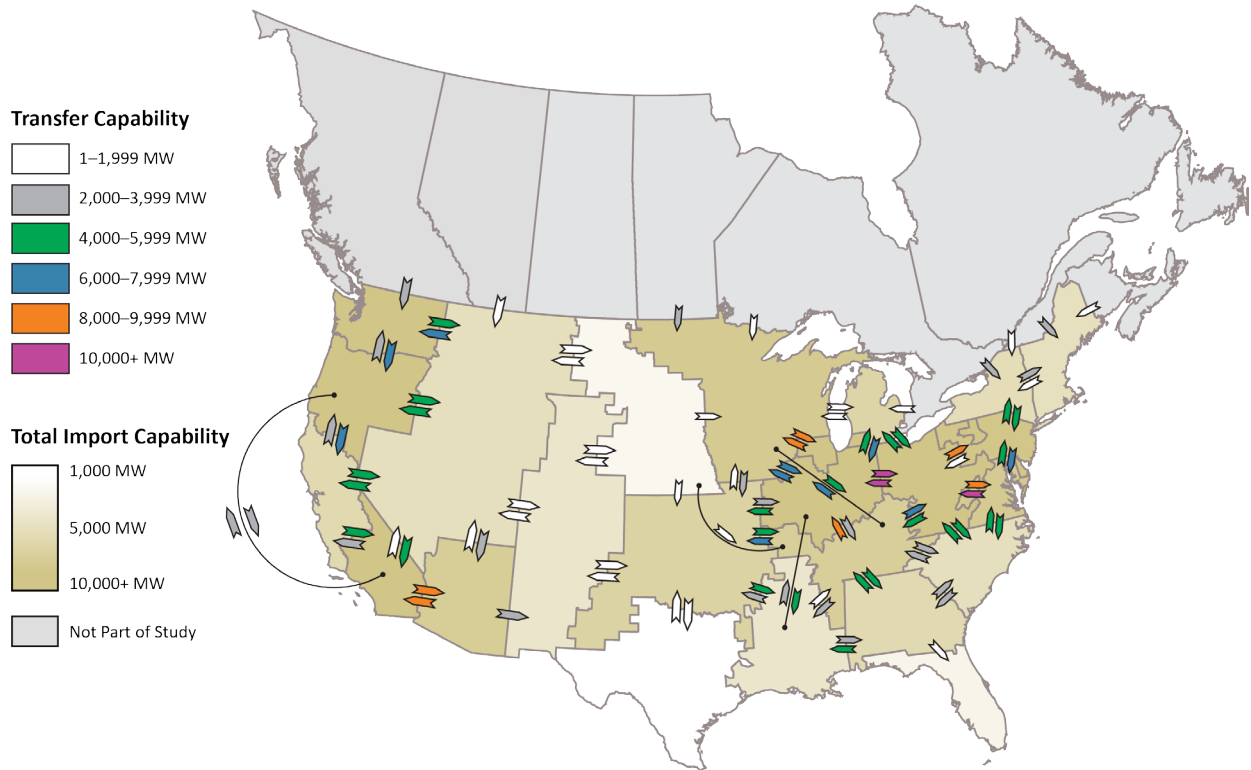 Transfer Capability
1–1,999 MW
2,000–3,999 MW
4,000–5,999 MW
6,000–7,999 MW
8,000–9,999 MW
10,000+ MW
Total Import Capability
1,000 MW
5,000 MW
10,000+ MW
Not Part of Study